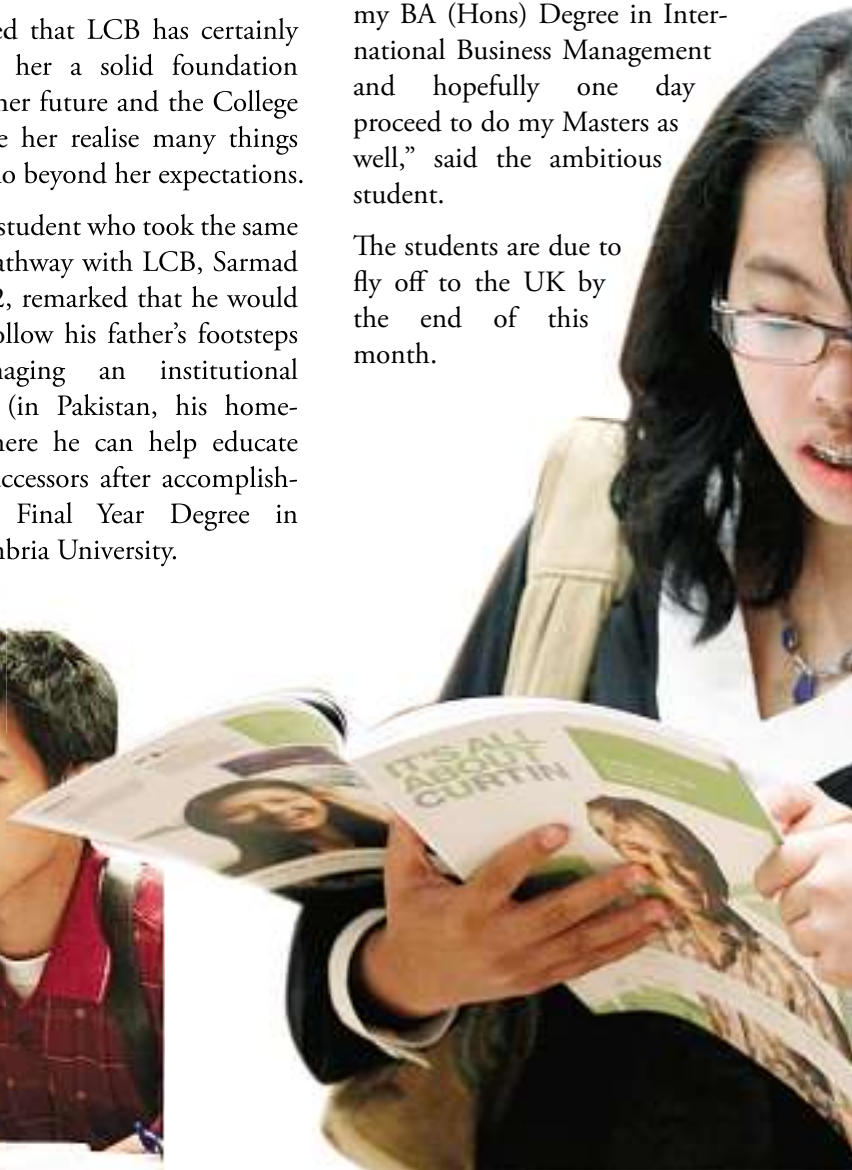 ed that LCB has certainly
her a solid foundation
her future and the College
e her realise many things
o beyond her expectations.
student who took the same
athway with LCB, Sarmad
2, remarked that he would
ollow his father’s footsteps
naging an institutional
(in Pakistan, his home-
here he can help educate
ccessors after accomplish-
Final Year Degree in
mbria University.
my BA (Hons) Degree in Inter-
national Business Management
and hopefully one day
proceed to do my Masters as
well,” said the ambitious
student.
The students are due to
fly off to the UK by
the end of this
month.
IT'S ALL
ABOUT
CURTIN